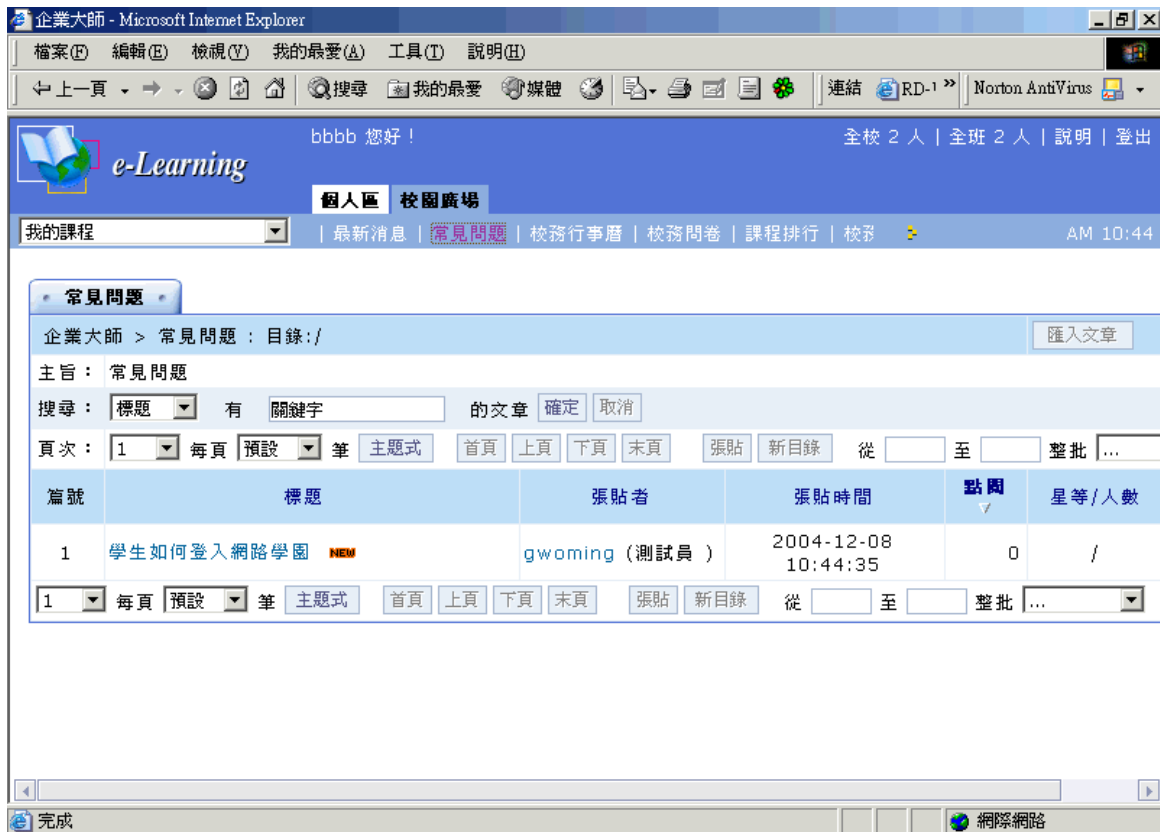 企業大師 - Microsoft Internet Explorer
檔案(F) 編輯(E) 檢視(V) 我的最愛(A) 工具(T) 說明(H)
上一頁 搜尋 我的最愛 媒體 連結 RD-1 » Norton AntiVirus
bbbb 您好！ 全校 2 人 | 全班 2 人 | 說明 | 登出
e-Learning
個人區 校園廣場
我的課程 | 最新消息 | 常見問題 | 校務行事曆 | 校務問卷 | 課程排行 | 校 AM 10:44
常見問題
企業大師 > 常見問題 : 目錄:/ 匯入文章
主旨： 常見問題
搜尋： 標題 有 關鍵字 的文章 確定 取消
頁次： 1 每頁 預設 筆 主題式 首頁 上頁 下頁 末頁 張貼 新目錄 從 至 整批 ...
篇號 標題 張貼者 張貼時間 點閱 星等/人數
1 學生如何登入網路學園 NEW gwoming (測試員 ) 2004-12-08 10:44:35 0 /
1 每頁 預設 筆 主題式 首頁 上頁 下頁 末頁 張貼 新目錄 從 至 整批 ...
完成 網際網路